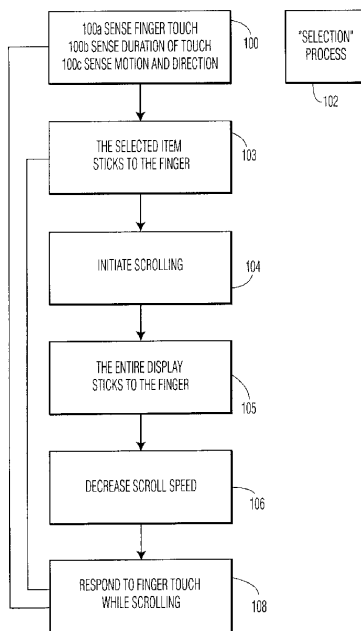 100a SENSE FINGER TOUCH
100b SENSE DURATION OF TOUCH
100c SENSE MOTION AND DIRECTION
100
"SELECTION"
PROCESS
102
THE SELECTED ITEM
STICKS TO THE FINGER
103
INITIATE SCROLLING
104
THE ENTIRE DISPLAY
STICKS TO THE FINGER
105
DECREASE SCROLL SPEED
106
RESPOND TO FINGER TOUCH
WHILE SCROLLING
108